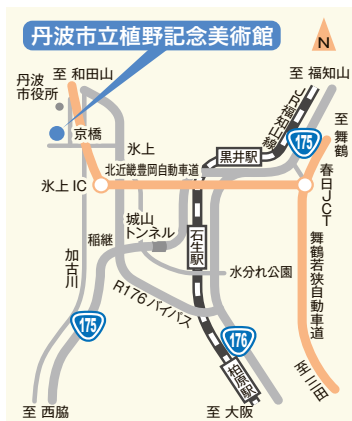 丹波市立植野記念美術館
N
至 和田山
至 福知山
丹波
市役所
JR福知山線
175
至 舞鶴
京橋
氷上
黒井駅
北近畿豊岡自動車道
氷上 IC
春日JCT
城山
トンネル
稲継
石生駅
加古川
水分れ公園
舞鶴若狭自動車道
R176 バイパス
175
176
柏原駅
至 三田
至 西脇
至 大阪